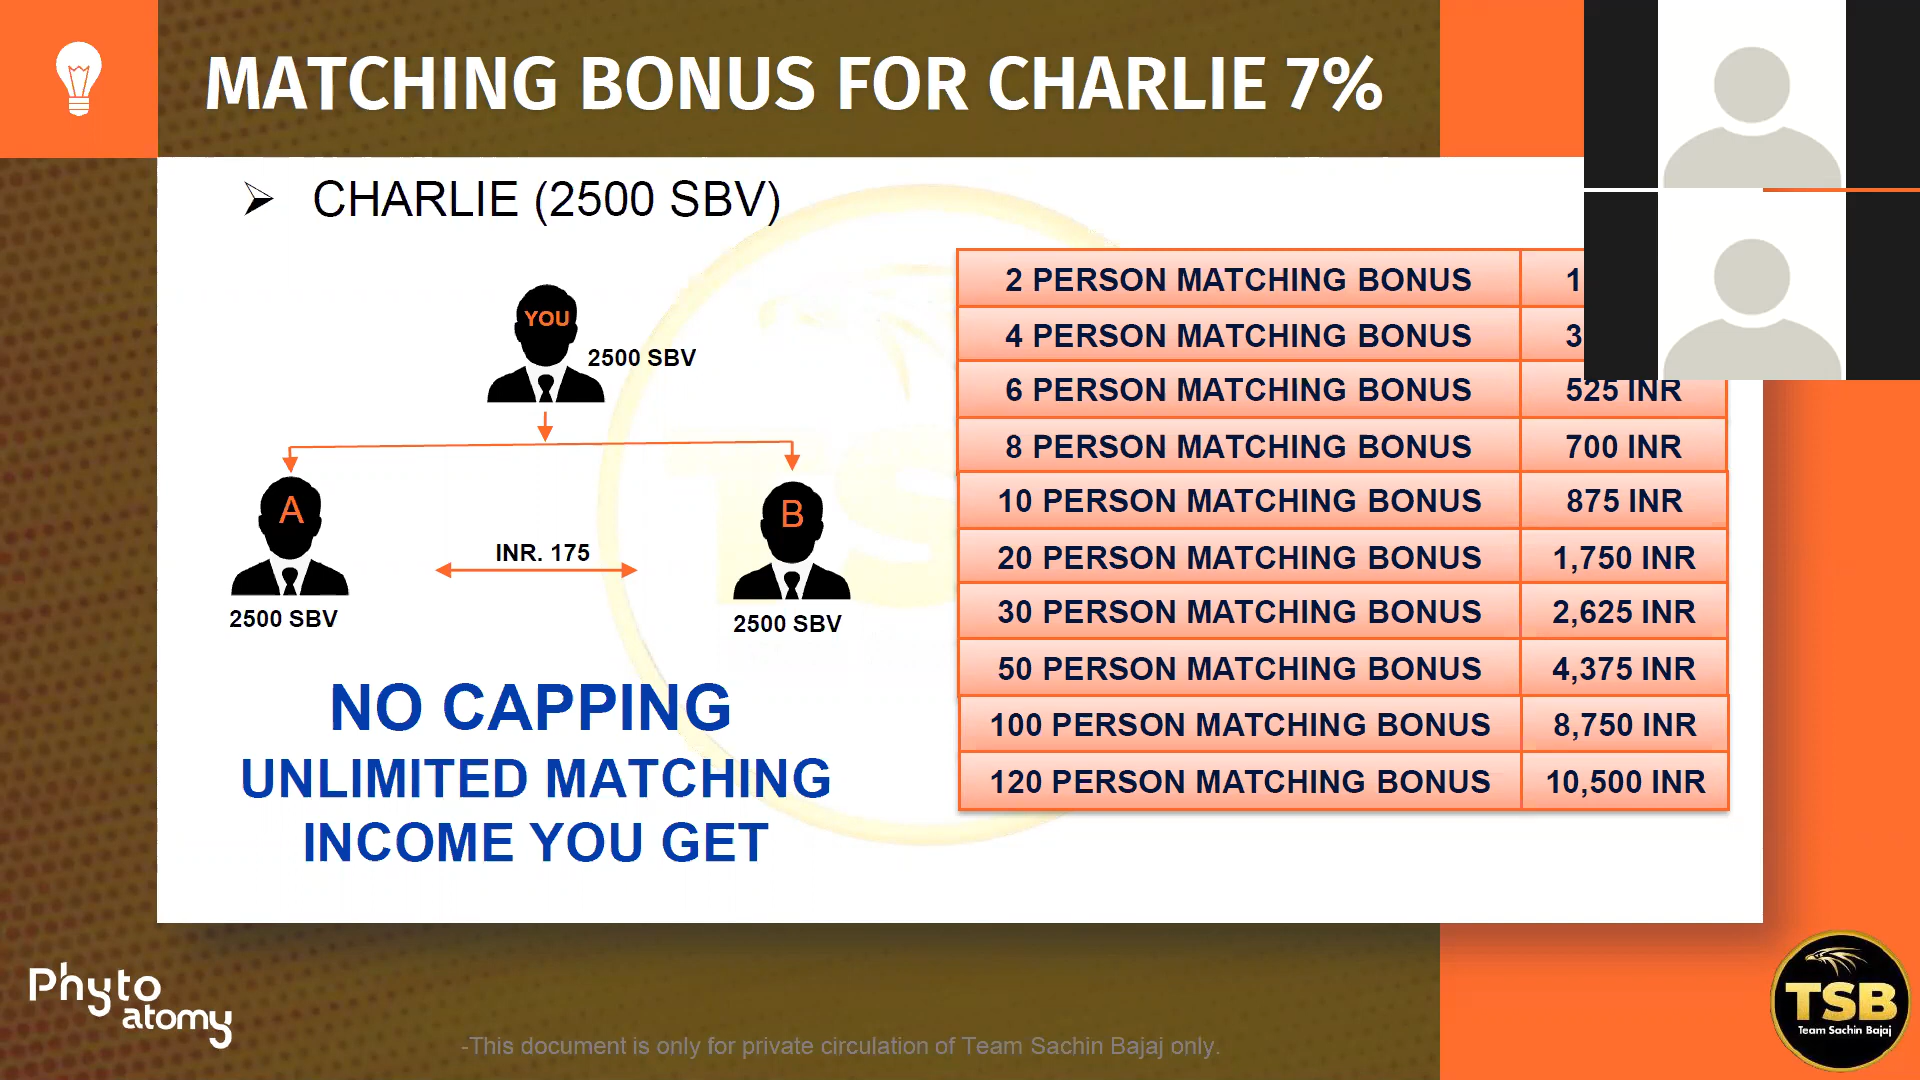 MATCHING BONUS FOR CHARLIE 7%
➢ CHARLIE (2500 SBV)
YOU
2500 SBV
A
B
INR. 175
2500 SBV
2500 SBV
NO CAPPING
UNLIMITED MATCHING
INCOME YOU GET
2 PERSON MATCHING BONUS 1
4 PERSON MATCHING BONUS 3
6 PERSON MATCHING BONUS 525 INR
8 PERSON MATCHING BONUS 700 INR
10 PERSON MATCHING BONUS 875 INR
20 PERSON MATCHING BONUS 1,750 INR
30 PERSON MATCHING BONUS 2,625 INR
50 PERSON MATCHING BONUS 4,375 INR
100 PERSON MATCHING BONUS 8,750 INR
120 PERSON MATCHING BONUS 10,500 INR
Phyto
atomy
-This document is only for private circulation of Team Sachin Bajaj only.
TSB
Team Sachin Bajaj